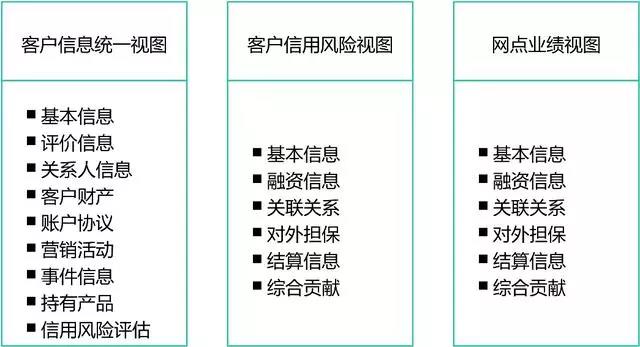 客户信息统一视图
基本信息
评价信息
关系人信息
客户财产
账户协议
营销活动
事件信息
持有产品
信用风险评估
客户信用风险视图
基本信息
融资信息
关联关系
对外担保
结算信息
综合贡献
网点业绩视图
基本信息
融资信息
关联关系
对外担保
结算信息
综合贡献